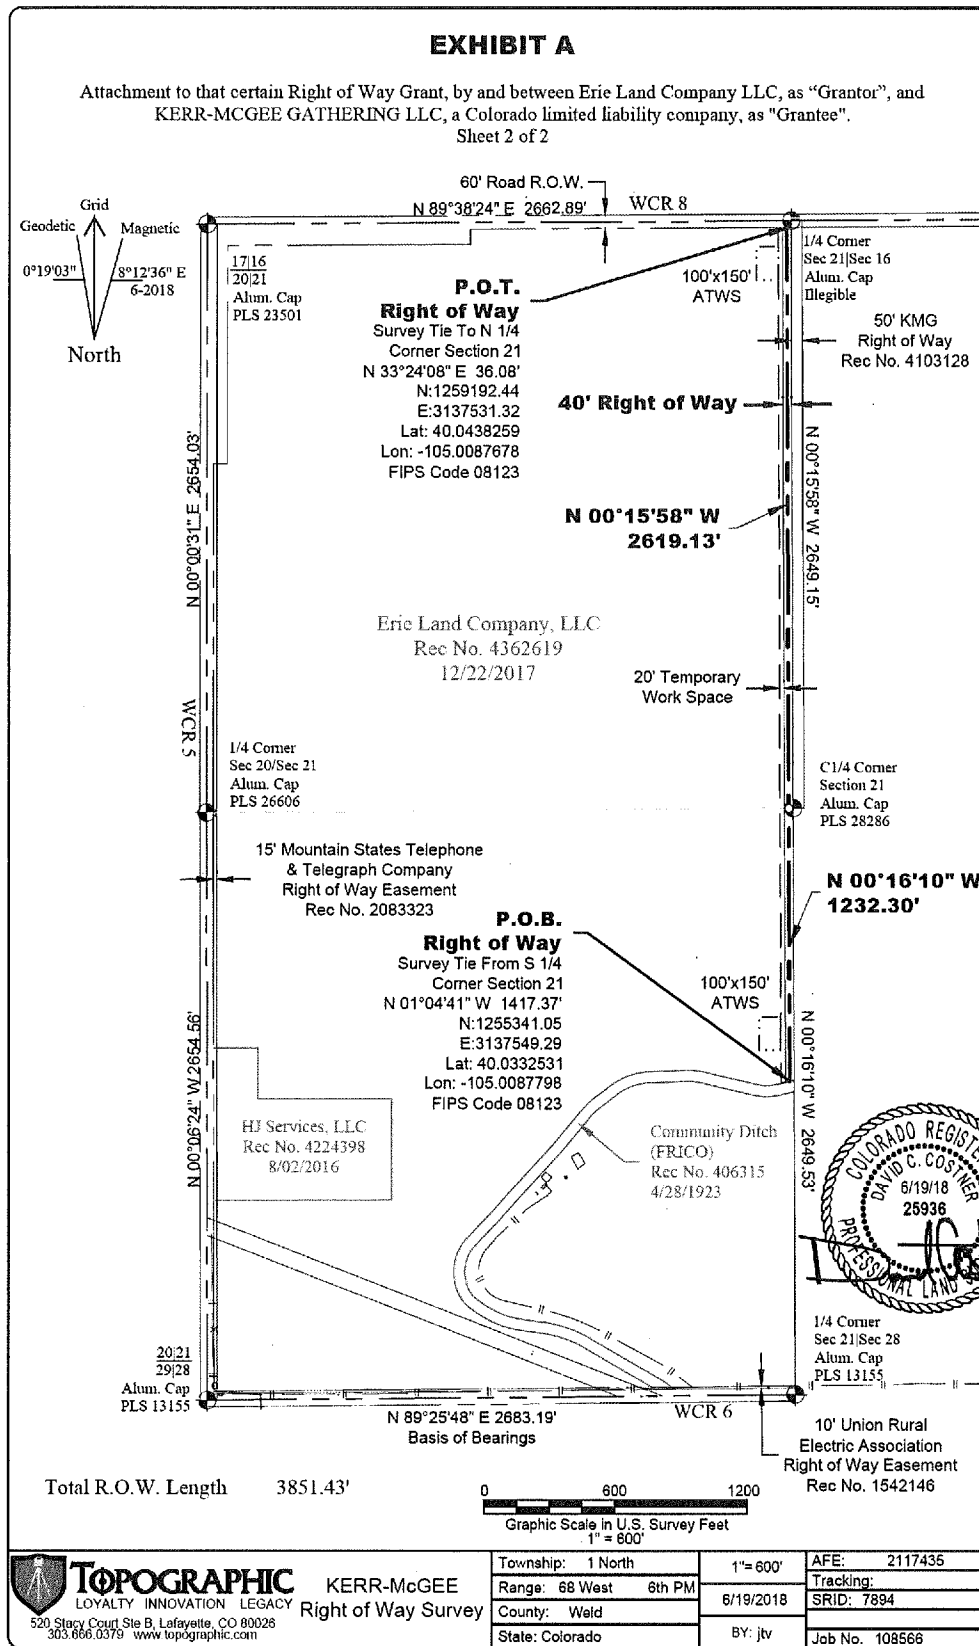 EXHIBIT A
Attachment to that certain Right of Way Grant, by and between Erie Land Company LLC, as “Grantor”, and
KERR-MCGEE GATHERING LLC, a Colorado limited liability company, as "Grantee".
Sheet 2 of 2
60' Road R.O.W.
N 89°38'24" E 2662.89'
WCR 8
Grid
Geodetic
Magnetic
0°19'03"
8°12'36" E
6-2018
North
17|16
20|21
Alum. Cap
PLS 23501
P.O.T.
Right of Way
Survey Tie To N 1/4
Corner Section 21
N 33°24'08" E 36.08'
N:1259192.44
E:3137531.32
Lat: 40.0438259
Lon: -105.0087678
FIPS Code 08123
100'x150'
ATWS
1/4 Corner
Sec 21|Sec 16
Alum. Cap
Illegible
50' KMG
Right of Way
Rec No. 4103128
40' Right of Way
N 00°15'58" W
2619.13'
N 00°15'58" W 2649.15'
N 00°00'31" E 2654.03'
Erie Land Company, LLC
Rec No. 4362619
12/22/2017
20' Temporary
Work Space
WCR 5
1/4 Corner
Sec 20/Sec 21
Alum. Cap
PLS 26606
C1/4 Corner
Section 21
Alum. Cap
PLS 28286
15' Mountain States Telephone
& Telegraph Company
Right of Way Easement
Rec No. 2083323
N 00°16'10" W
1232.30'
P.O.B.
Right of Way
Survey Tie From S 1/4
Corner Section 21
N 01°04'41" W 1417.37'
N:1255341.05
E:3137549.29
Lat: 40.0332531
Lon: -105.0087798
FIPS Code 08123
100'x150'
ATWS
N 00°16'10" W 2649.53'
N 00°06'24" W 2654.56'
HJ Services, LLC
Rec No. 4224398
8/02/2016
Community Ditch
(FRICO)
Rec No. 406315
4/28/1923
COLORADO REGISTE
DAVID C. COSTNER
6/19/18
25936
PROFESSIONAL LAND S
1/4 Corner
Sec 21|Sec 28
Alum. Cap
PLS 13155
20|21
29|28
Alum. Cap
PLS 13155
N 89°25'48" E 2683.19'
Basis of Bearings
WCR 6
10' Union Rural
Electric Association
Right of Way Easement
Rec No. 1542146
Total R.O.W. Length 3851.43'
0 600 1200
Graphic Scale in U.S. Survey Feet
1" = 600'
TOPOGRAPHIC
LOYALTY INNOVATION LEGACY
520 Stacy Court Ste B, Lafayette, CO 80026
303.666.0379 www.topographic.com
KERR-McGEE
Right of Way Survey
Township: 1 North
Range: 68 West 6th PM
County: Weld
State: Colorado
1"= 600'
6/19/2018
BY: jtv
AFE: 2117435
Tracking:
SRID: 7894
Job No. 108566